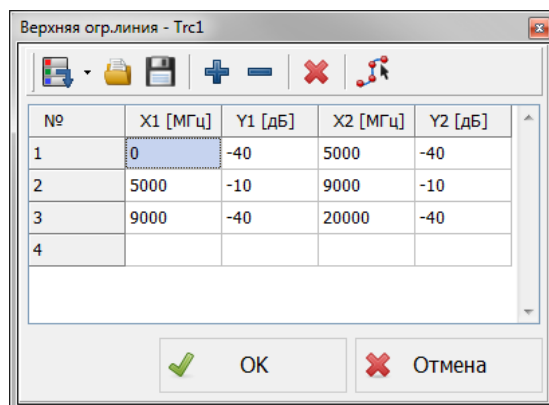 Верхняя огр.линия - Trc1
№ X1 [МГц] Y1 [дБ] X2 [МГц] Y2 [дБ]
1 0 -40 5000 -40
2 5000 -10 9000 -10
3 9000 -40 20000 -40
4
OK Отмена